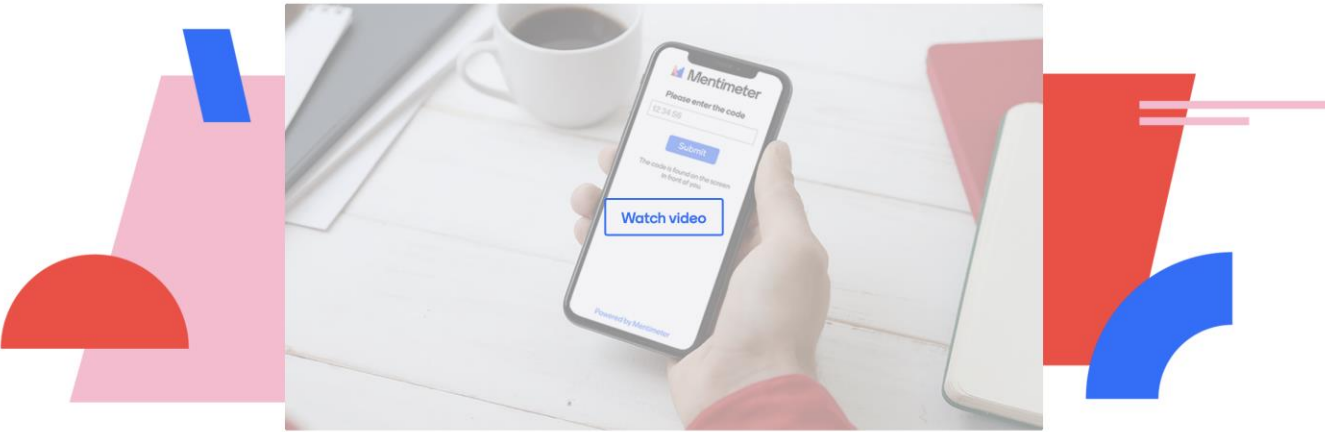 Mentimeter
Please enter the code
12 34 56
Submit
The code is found on the screen
in front of you
Watch video
Powered by Mentimeter